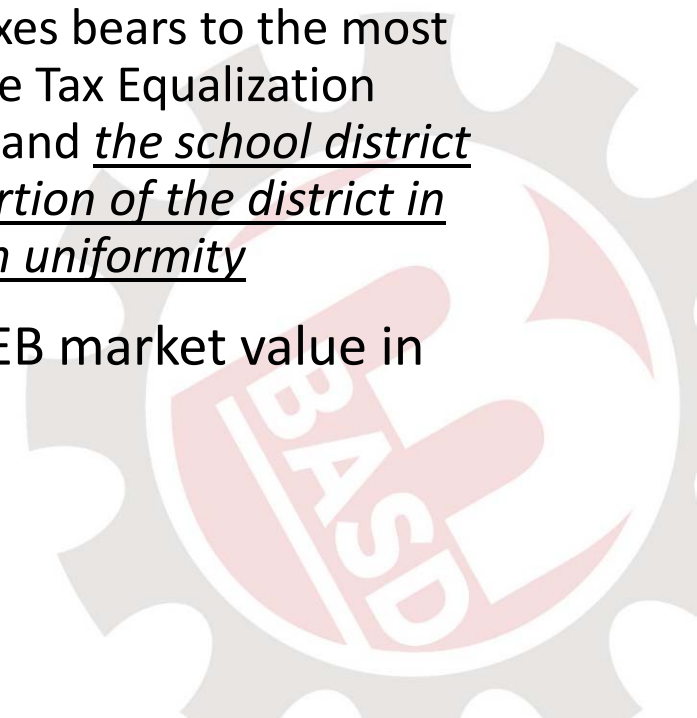 xes bears to the most
e Tax Equalization
and the school district
rtion of the district in
n uniformity
EB market value in
BASD